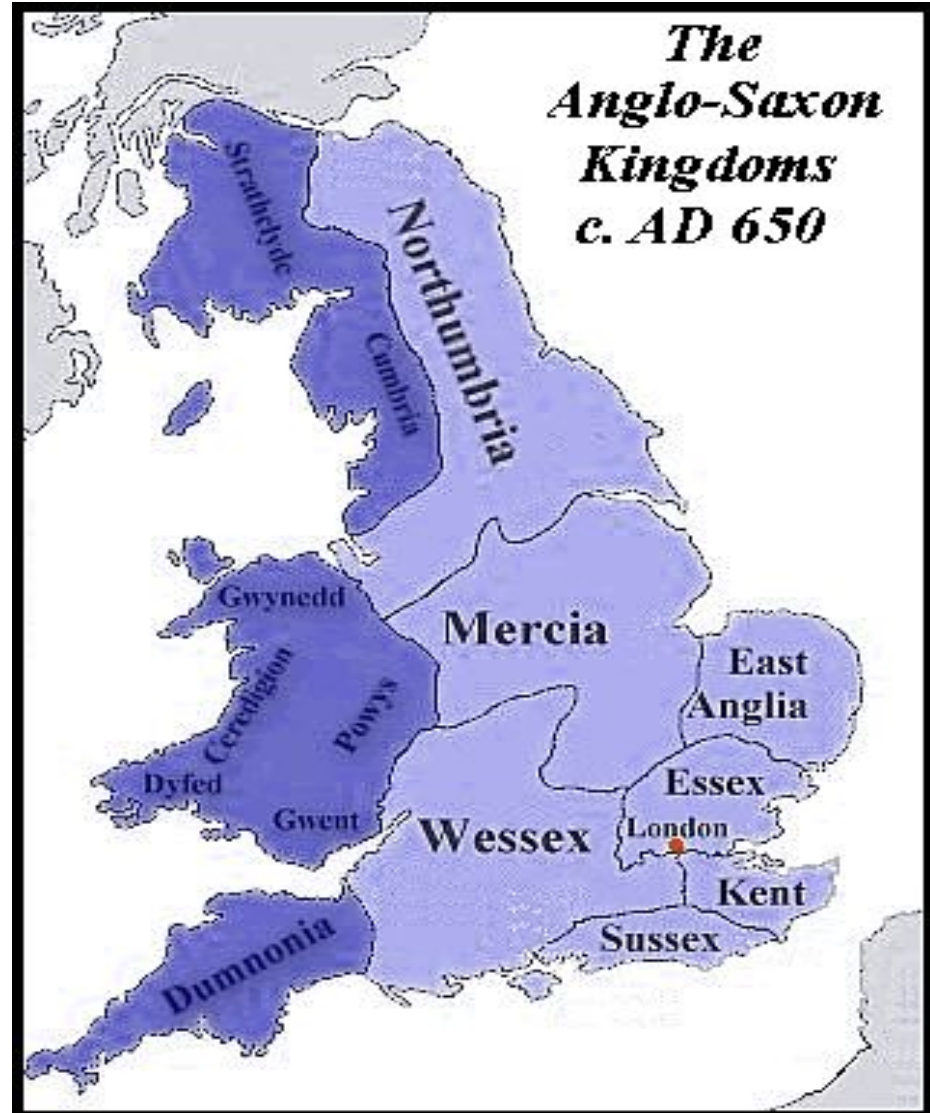 The
Anglo-Saxon
Kingdoms
c. AD 650
Strathclyde
Northumbria
Cumbria
Gwynedd
Mercia
East
Anglia
Ceredigion
Powys
Dyfed
Essex
Gwent
Wessex
London
Kent
Sussex
Dumnonia